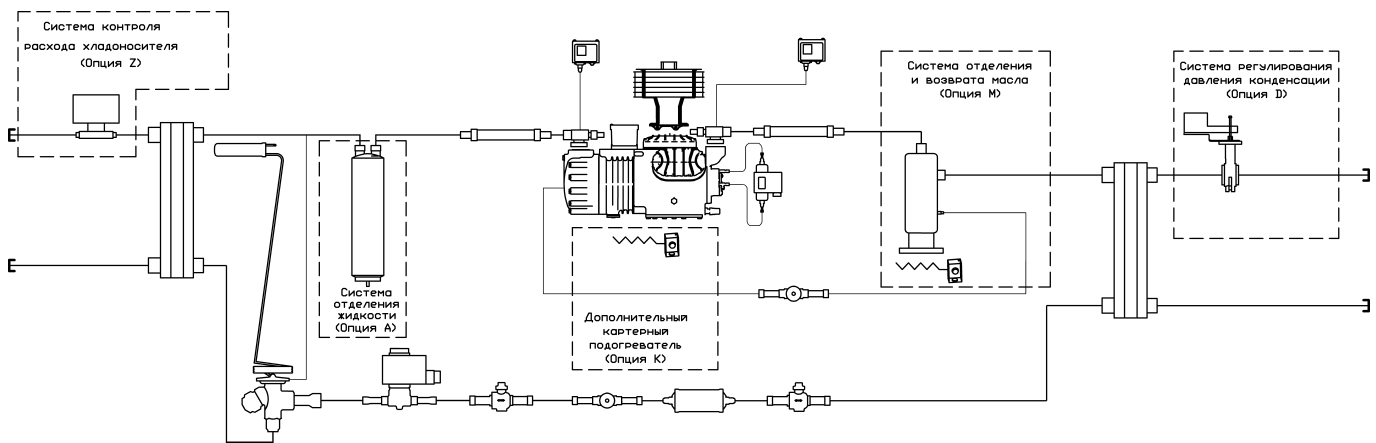 Система контроля
расхода хладоносителя
(Опция Z)
Система отделения
и возврата масла
(Опция М)
Система регулирования
давления конденсации
(Опция D)
Система
отделения
жидкости
(Опция А)
Дополнительный
картерный
подогреватель
(Опция К)